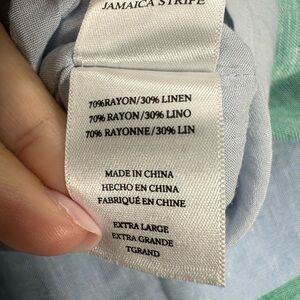 JAMAICA STRIPE
70%RAYON/30% LINEN
70% RAYON/30% LINO
70% RAYONNE/30% LIN
MADE IN CHINA
HECHO EN CHINA
FABRIQUÉ EN CHINE
EXTRA LARGE
EXTRA GRANDE
TGRAND